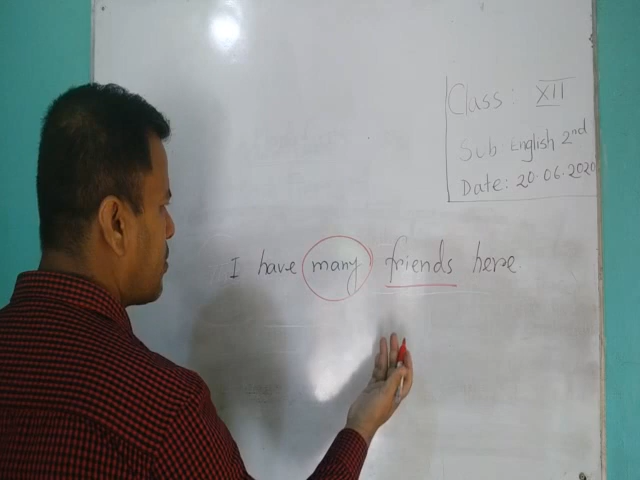 Class: XII
Sub English 2nd
Date: 20.06.2020
I have many friends here.